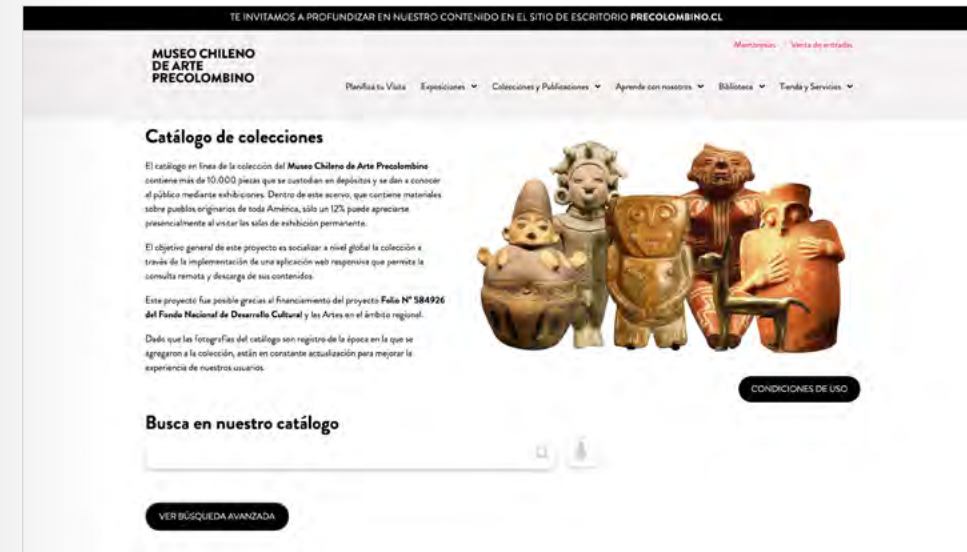 TE INVITAMOS A PROFUNDIZAR EN NUESTRO CONTENIDO EN EL SITIO DE ESCRITORIO PRECOLOMBINO.CL
Membresías Venta de entradas
MUSEO CHILENO
DE ARTE
PRECOLOMBINO
Planifica tu Visita Exposiciones Colecciones y Publicaciones Aprende con nosotros Biblioteca Tienda y Servicios
Catálogo de colecciones
El catálogo en línea de la colección del Museo Chileno de Arte Precolombino
contiene más de 10.000 piezas que se custodian en depósitos y se dan a conocer
al público mediante exhibiciones. Dentro de este acervo, que contiene materiales
sobre pueblos originarios de toda América, sólo un 12% puede apreciarse
presencialmente al visitar las salas de exhibición permanente.
El objetivo general de este proyecto es socializar a nivel global la colección a
través de la implementación de una aplicación web responsive que permita la
consulta remota y descarga de sus contenidos.
Este proyecto fue posible gracias al financiamiento del proyecto Folio N° 584926
del Fondo Nacional de Desarrollo Cultural y las Artes en el ámbito regional.
Dado que las fotografías del catálogo son registro de la época en la que se
agregaron a la colección, están en constante actualización para mejorar la
experiencia de nuestros usuarios.
CONDICIONES DE USO
Busca en nuestro catálogo
VER BÚSQUEDA AVANZADA